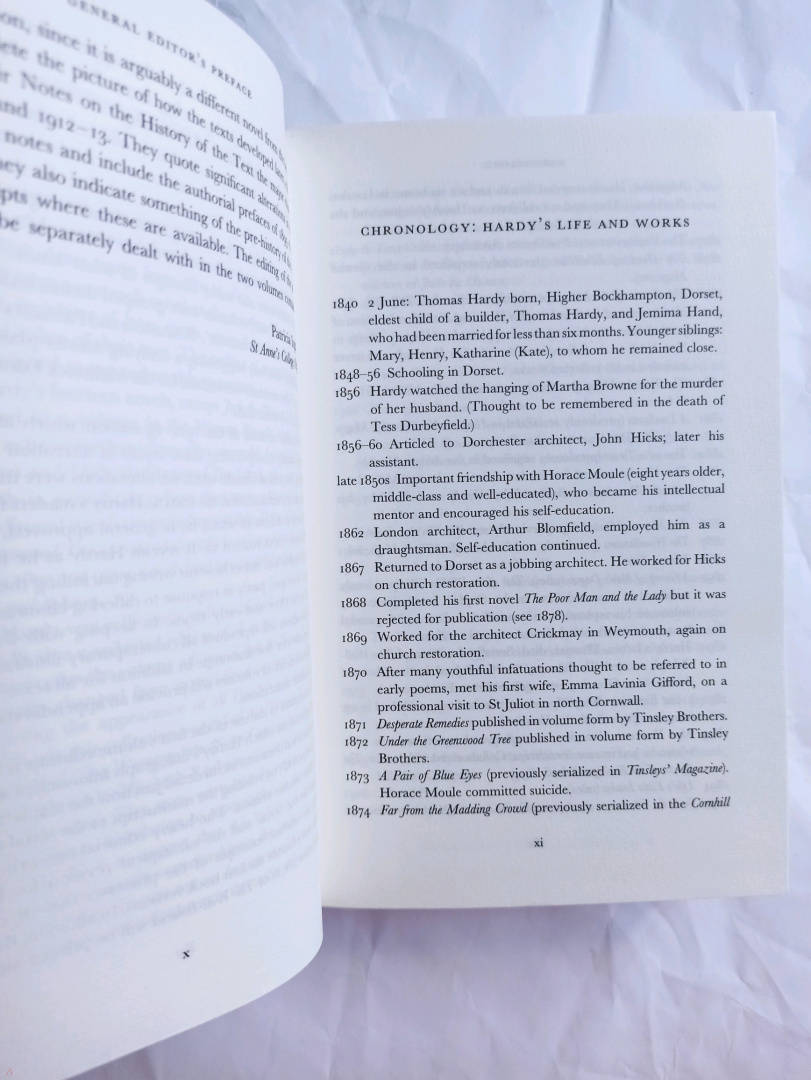 GENERAL EDITOR'S PREFACE
on, since it is arguably a different novel from the
ete the picture of how the texts developed
r Notes on the History of the Text the
nd 1912–13. They quote significant alterations
notes and include the authorial prefaces of
ey also indicate something of the pre-history of
pts where these are available. The editing of
be separately dealt with in the two volumes
St Anne's College
x
CHRONOLOGY: HARDY'S LIFE AND WORKS
1840 2 June: Thomas Hardy born, Higher Bockhampton, Dorset,
eldest child of a builder, Thomas Hardy, and Jemima Hand,
who had been married for less than six months. Younger siblings:
Mary, Henry, Katharine (Kate), to whom he remained close.
1848–56 Schooling in Dorset.
1856 Hardy watched the hanging of Martha Browne for the murder
of her husband. (Thought to be remembered in the death of
Tess Durbeyfield.)
1856–60 Articled to Dorchester architect, John Hicks; later his
assistant.
late 1850s Important friendship with Horace Moule (eight years older,
middle-class and well-educated), who became his intellectual
mentor and encouraged his self-education.
1862 London architect, Arthur Blomfield, employed him as a
draughtsman. Self-education continued.
1867 Returned to Dorset as a jobbing architect. He worked for Hicks
on church restoration.
1868 Completed his first novel The Poor Man and the Lady but it was
rejected for publication (see 1878).
1869 Worked for the architect Crickmay in Weymouth, again on
church restoration.
1870 After many youthful infatuations thought to be referred to in
early poems, met his first wife, Emma Lavinia Gifford, on a
professional visit to St Juliot in north Cornwall.
1871 Desperate Remedies published in volume form by Tinsley Brothers.
1872 Under the Greenwood Tree published in volume form by Tinsley
Brothers.
1873 A Pair of Blue Eyes (previously serialized in Tinsleys' Magazine).
Horace Moule committed suicide.
1874 Far from the Madding Crowd (previously serialized in the Cornhill
xi